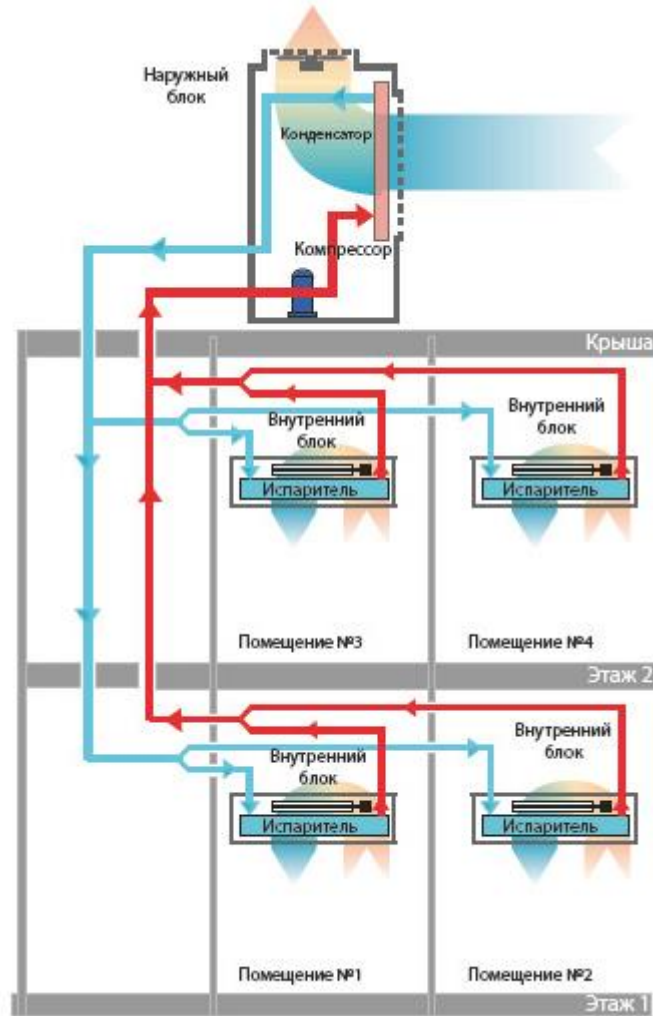 Наружный
блок
Конденсатор
Компрессор
Крыша
Внутренний
блок
Испаритель
Внутренний
блок
Испаритель
Помещение №3
Помещение №4
Этаж 2
Внутренний
блок
Испаритель
Внутренний
блок
Испаритель
Помещение №1
Помещение №2
Этаж 1